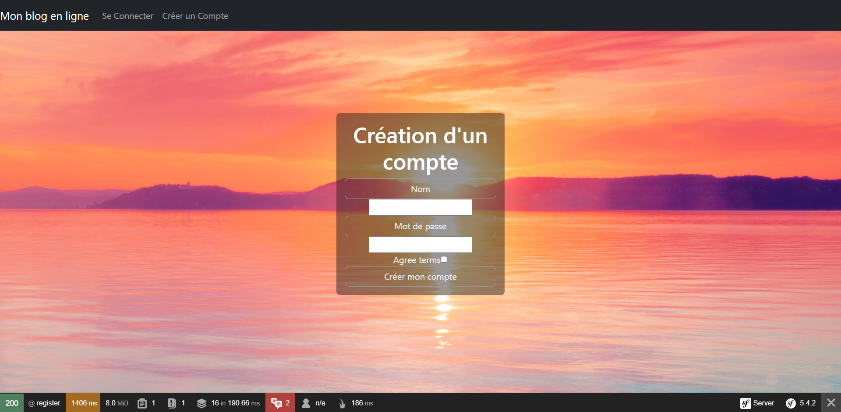 Mon blog en ligne Se Connecter Créer un Compte
Création d'un
compte
Nom
Mot de passe
Agree terms
Créer mon compte
200 @ register 1406 ms 8.0 MiB 1 1 16 in 190.66 ms 2 n/a 186 ms Server 5.4.2